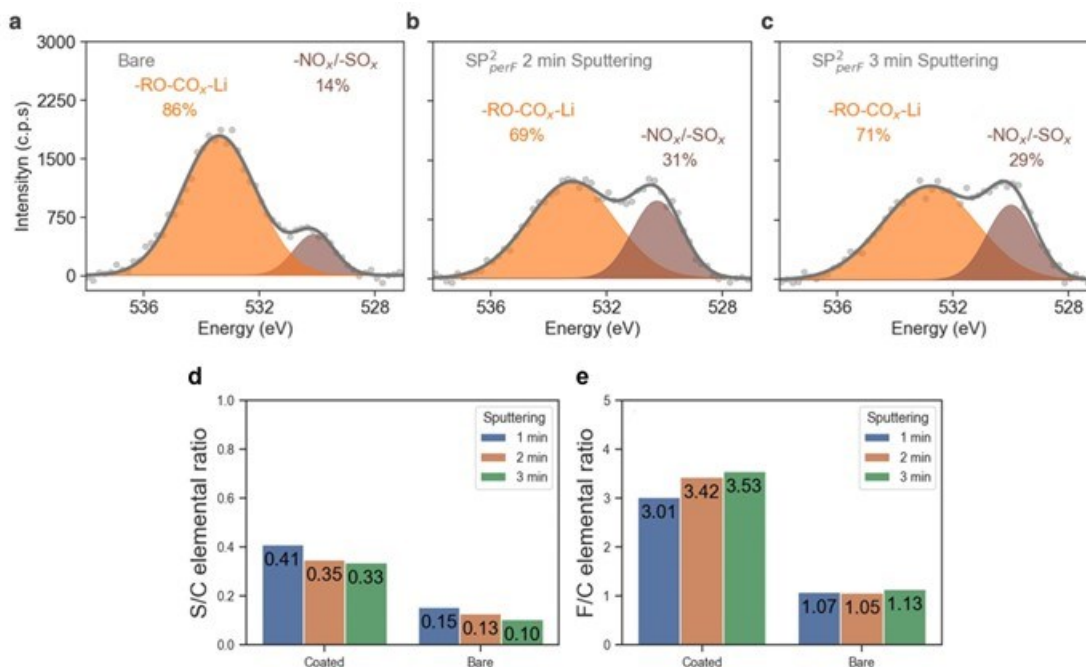 a
b
c
3000
2250
1500
750
0
Intensityn (c.p.s)
Bare
-RO-COx-Li
86%
-NOx/-SOx
14%
536
532
528
Energy (eV)
SP²perF 2 min Sputtering
-RO-COx-Li
69%
-NOx/-SOx
31%
536
532
528
Energy (eV)
SP²perF 3 min Sputtering
-RO-COx-Li
71%
-NOx/-SOx
29%
536
532
528
Energy (eV)
d
1.0
0.8
0.6
0.4
0.2
0.0
S/C elemental ratio
Sputtering
1 min
2 min
3 min
0.41
0.35
0.33
0.15
0.13
0.10
Coated
Bare
e
5
4
3
2
1
0
F/C elemental ratio
Sputtering
1 min
2 min
3 min
3.01
3.42
3.53
1.07
1.05
1.13
Coated
Bare